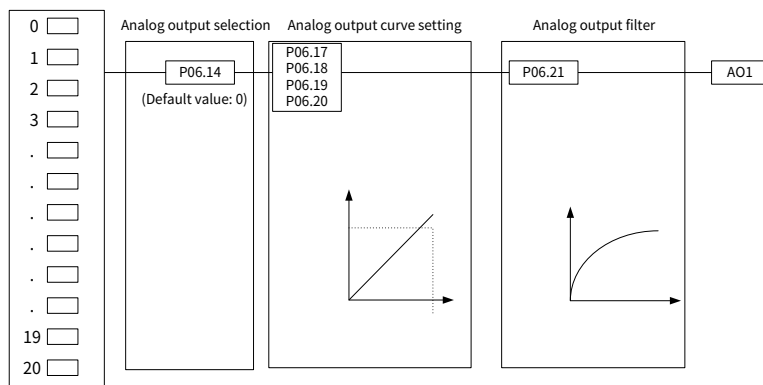 Analog output selection
Analog output curve setting
Analog output filter
0
1
2
3
.
.
.
.
.
.
19
20
P06.14
(Default value: 0)
P06.17
P06.18
P06.19
P06.20
P06.21
AO1